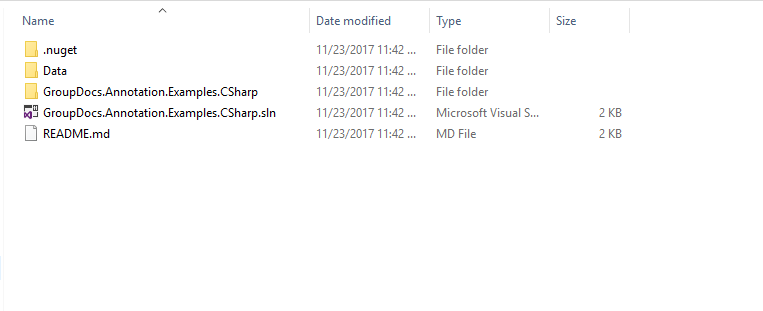 Name Date modified Type Size
.nuget 11/23/2017 11:42 ... File folder
Data 11/23/2017 11:42 ... File folder
GroupDocs.Annotation.Examples.CSharp 11/23/2017 11:42 ... File folder
GroupDocs.Annotation.Examples.CSharp.sln 11/23/2017 11:42 ... Microsoft Visual S... 2 KB
README.md 11/23/2017 11:42 ... MD File 2 KB